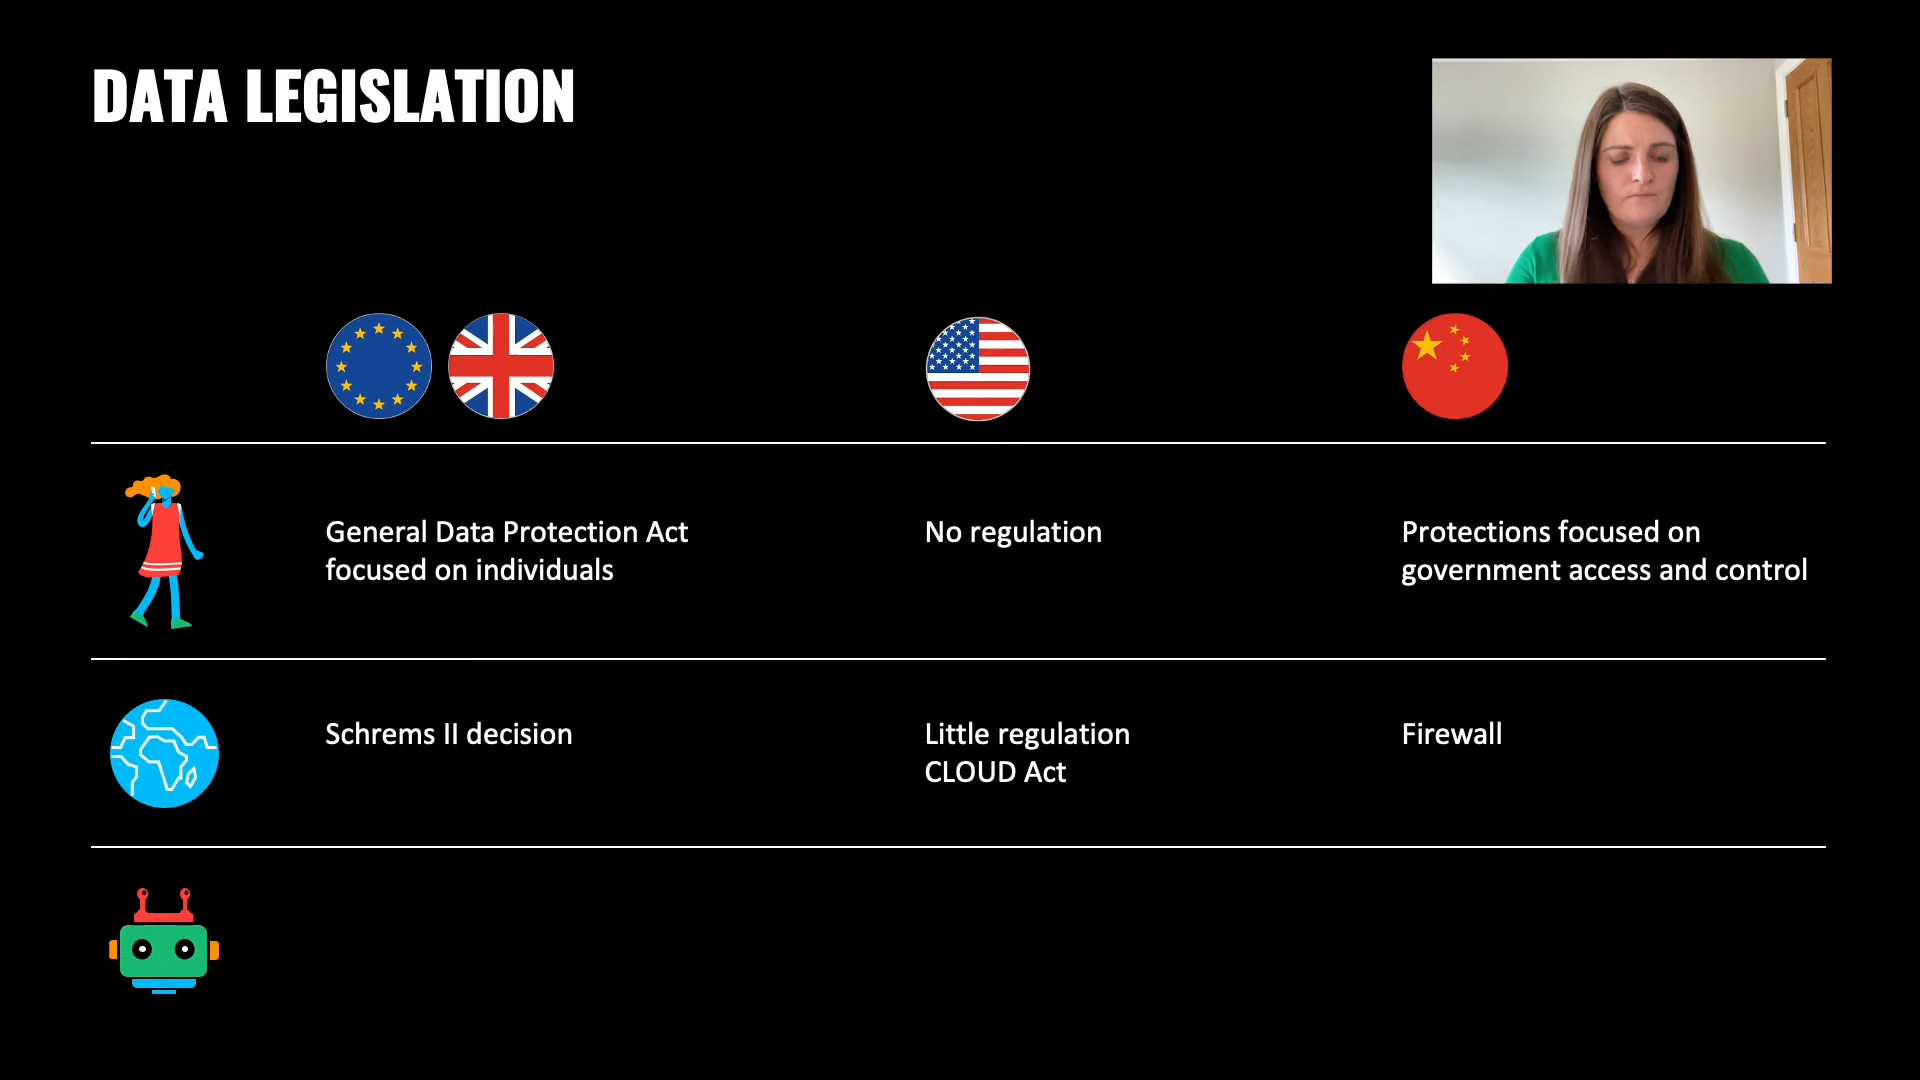 DATA LEGISLATION
General Data Protection Act
focused on individuals
No regulation
Protections focused on
government access and control
Schrems II decision
Little regulation
CLOUD Act
Firewall